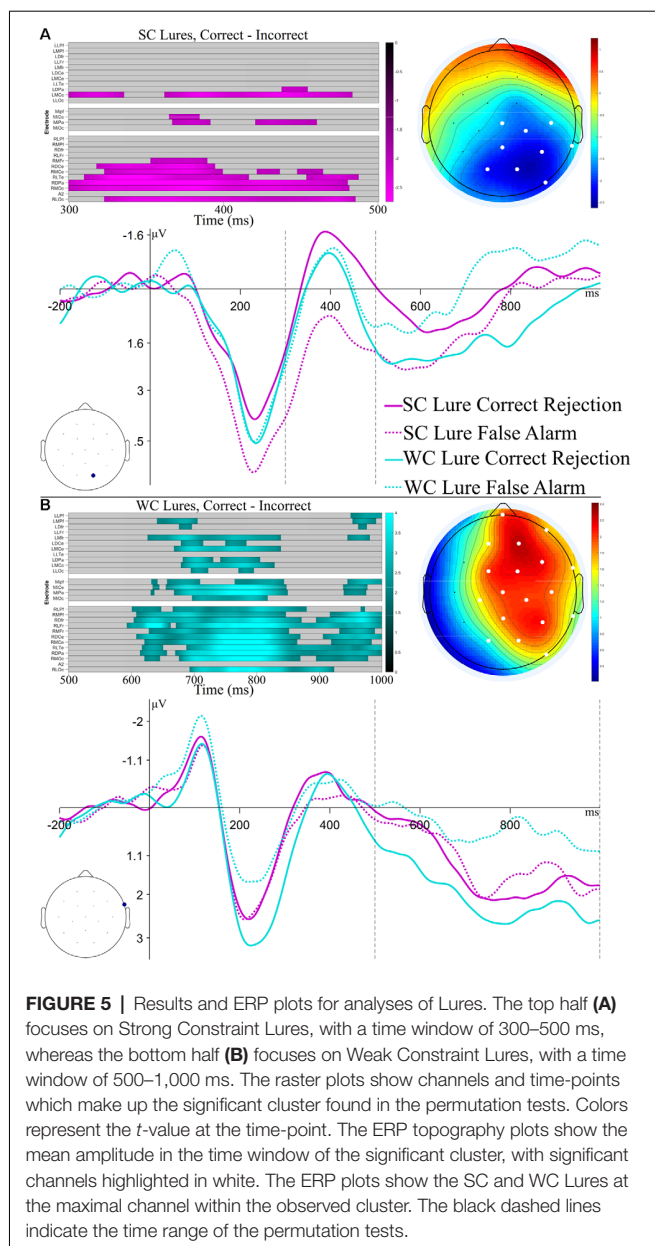 A
SC Lures, Correct - Incorrect
300
400
500
Time (ms)
-1.6
µV
-200
200
400
600
800
ms
1.6
3
.5
SC Lure Correct Rejection
SC Lure False Alarm
WC Lure Correct Rejection
WC Lure False Alarm
B
WC Lures, Correct - Incorrect
Electrode
500
600
700
800
900
1000
Time (ms)
µV
-2
-1.1
-200
200
400
600
800
ms
1.1
2
3
FIGURE 5 | Results and ERP plots for analyses of Lures. The top half (A)
focuses on Strong Constraint Lures, with a time window of 300–500 ms,
whereas the bottom half (B) focuses on Weak Constraint Lures, with a time
window of 500–1,000 ms. The raster plots show channels and time-points
which make up the significant cluster found in the permutation tests. Colors
represent the t-value at the time-point. The ERP topography plots show the
mean amplitude in the time window of the significant cluster, with significant
channels highlighted in white. The ERP plots show the SC and WC Lures at
the maximal channel within the observed cluster. The black dashed lines
indicate the time range of the permutation tests.